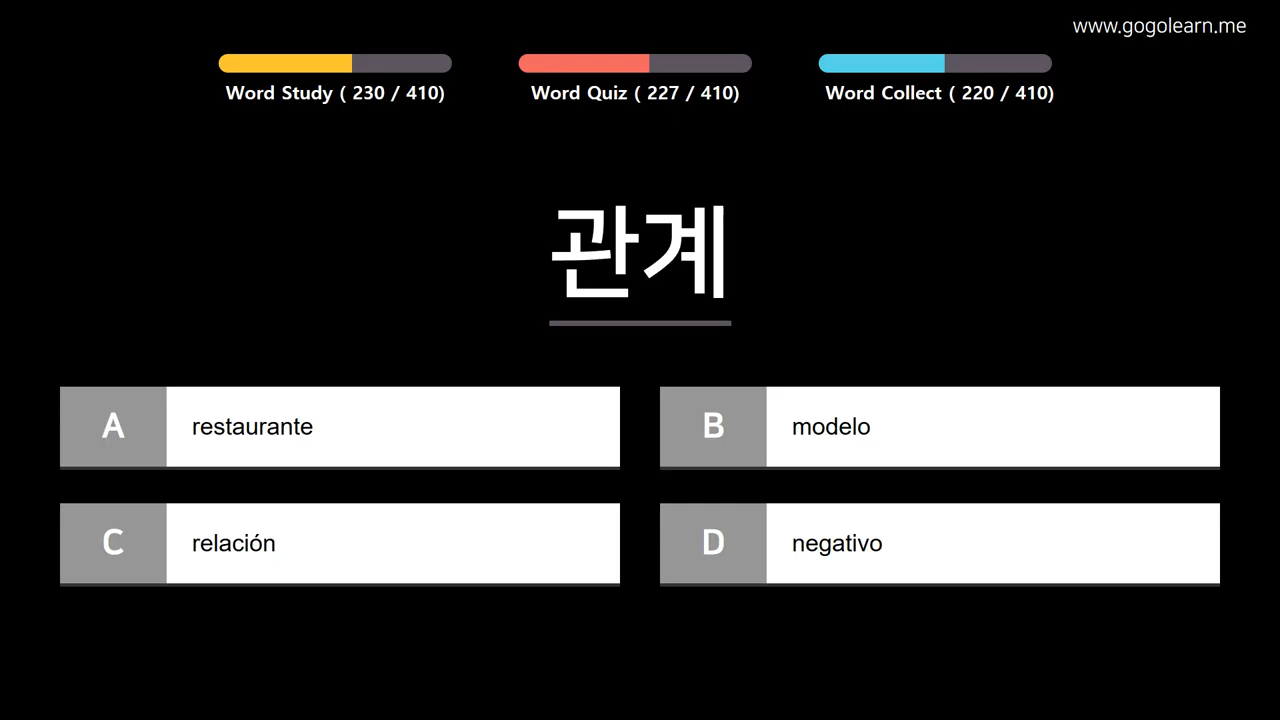 www.gogolearn.me
Word Study ( 230 / 410)
Word Quiz ( 227 / 410)
Word Collect ( 220 / 410)
관계
A
restaurante
B
modelo
C
relación
D
negativo